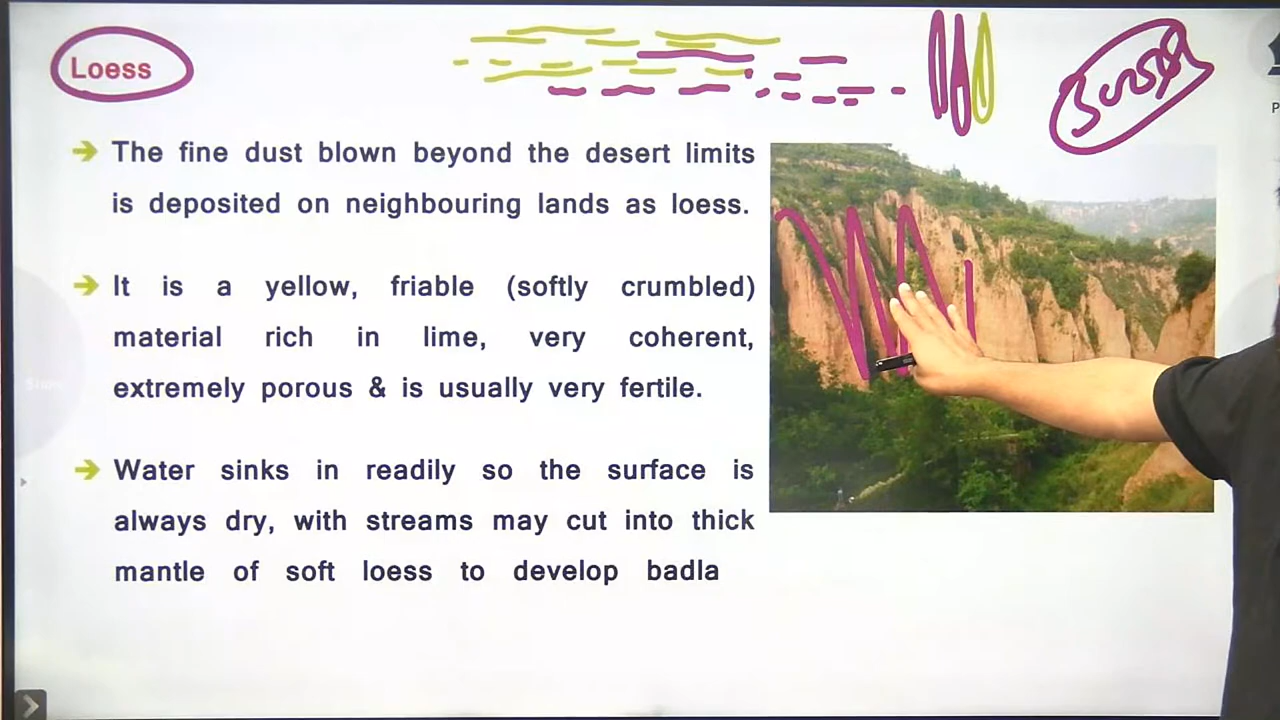 Loess
→ The fine dust blown beyond the desert limits
is deposited on neighbouring lands as loess.
→ It is a yellow, friable (softly crumbled)
material rich in lime, very coherent,
extremely porous & is usually very fertile.
→ Water sinks in readily so the surface is
always dry, with streams may cut into thick
mantle of soft loess to develop badla